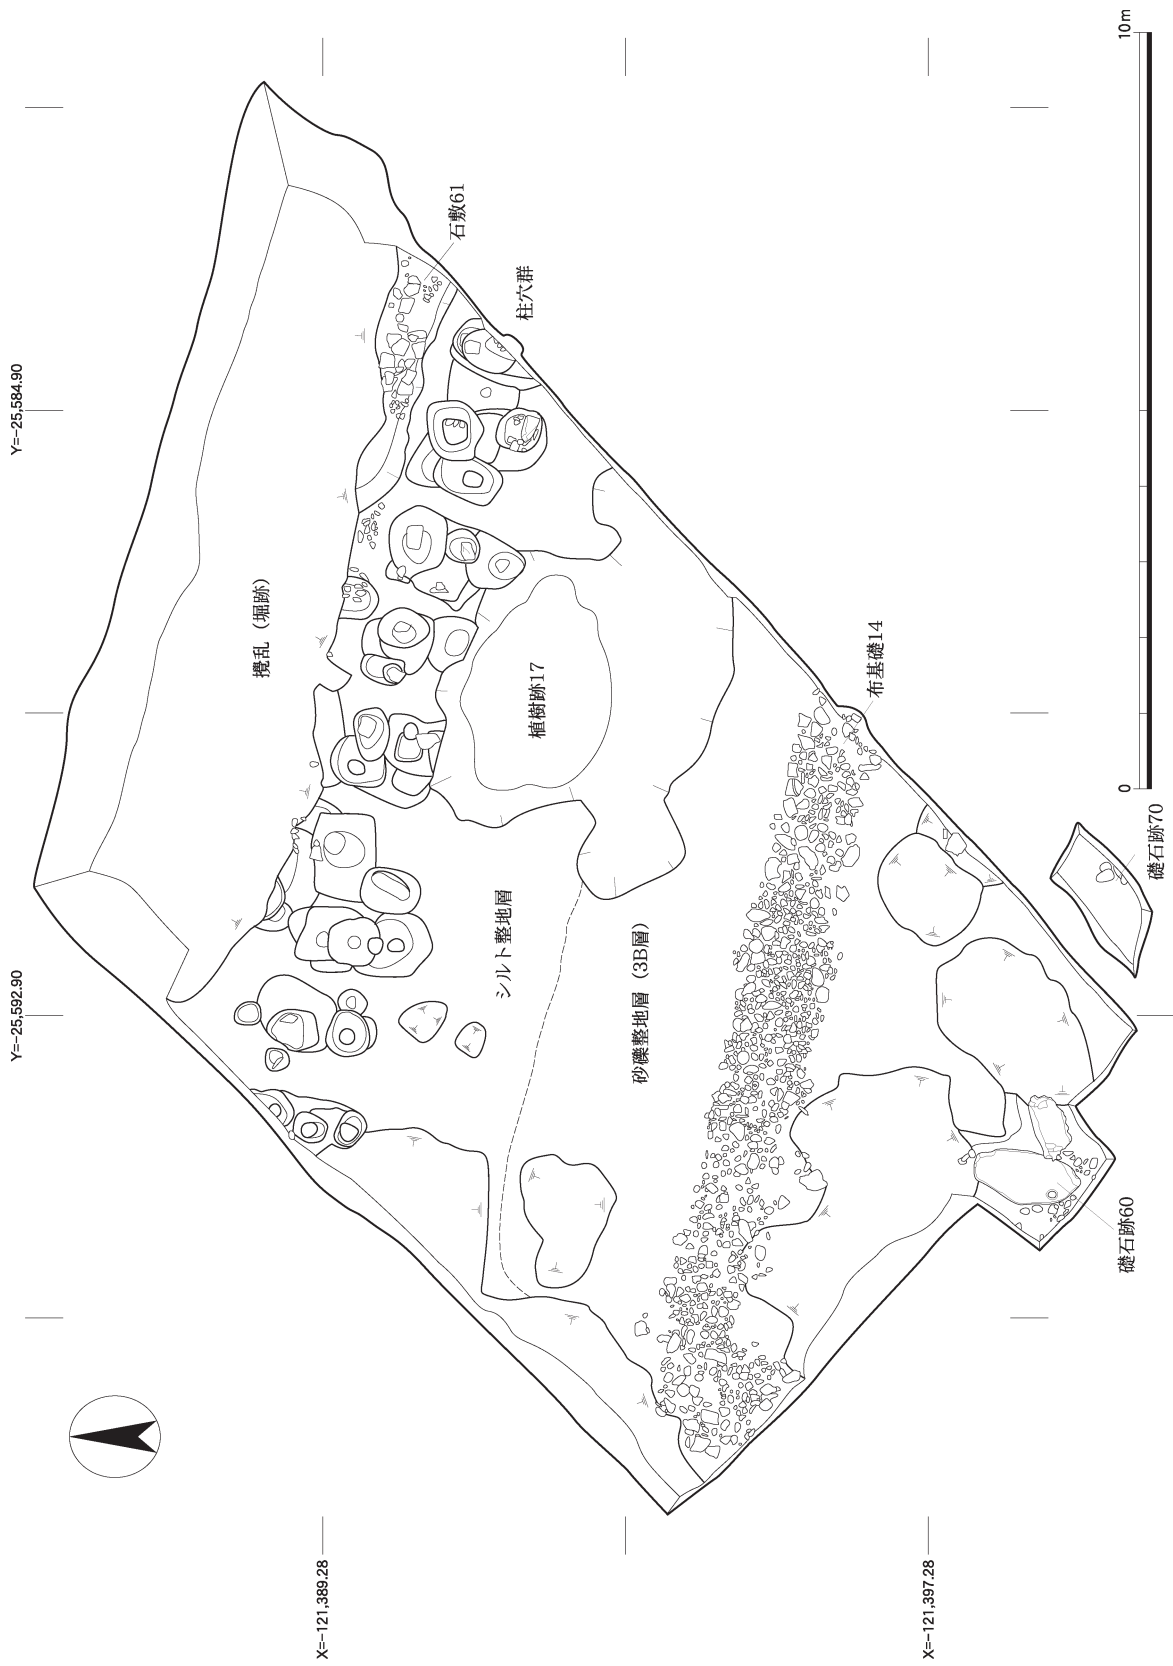 10m
0
Y=-25,584.90
Y=-25,592.90
X=-121,389.28
X=-121,397.28
石敷61
柱穴群
攪乱（堀跡）
植樹跡17
布基礎14
シルト整地層
砂礫整地層（3B層）
礎石跡70
礎石跡60